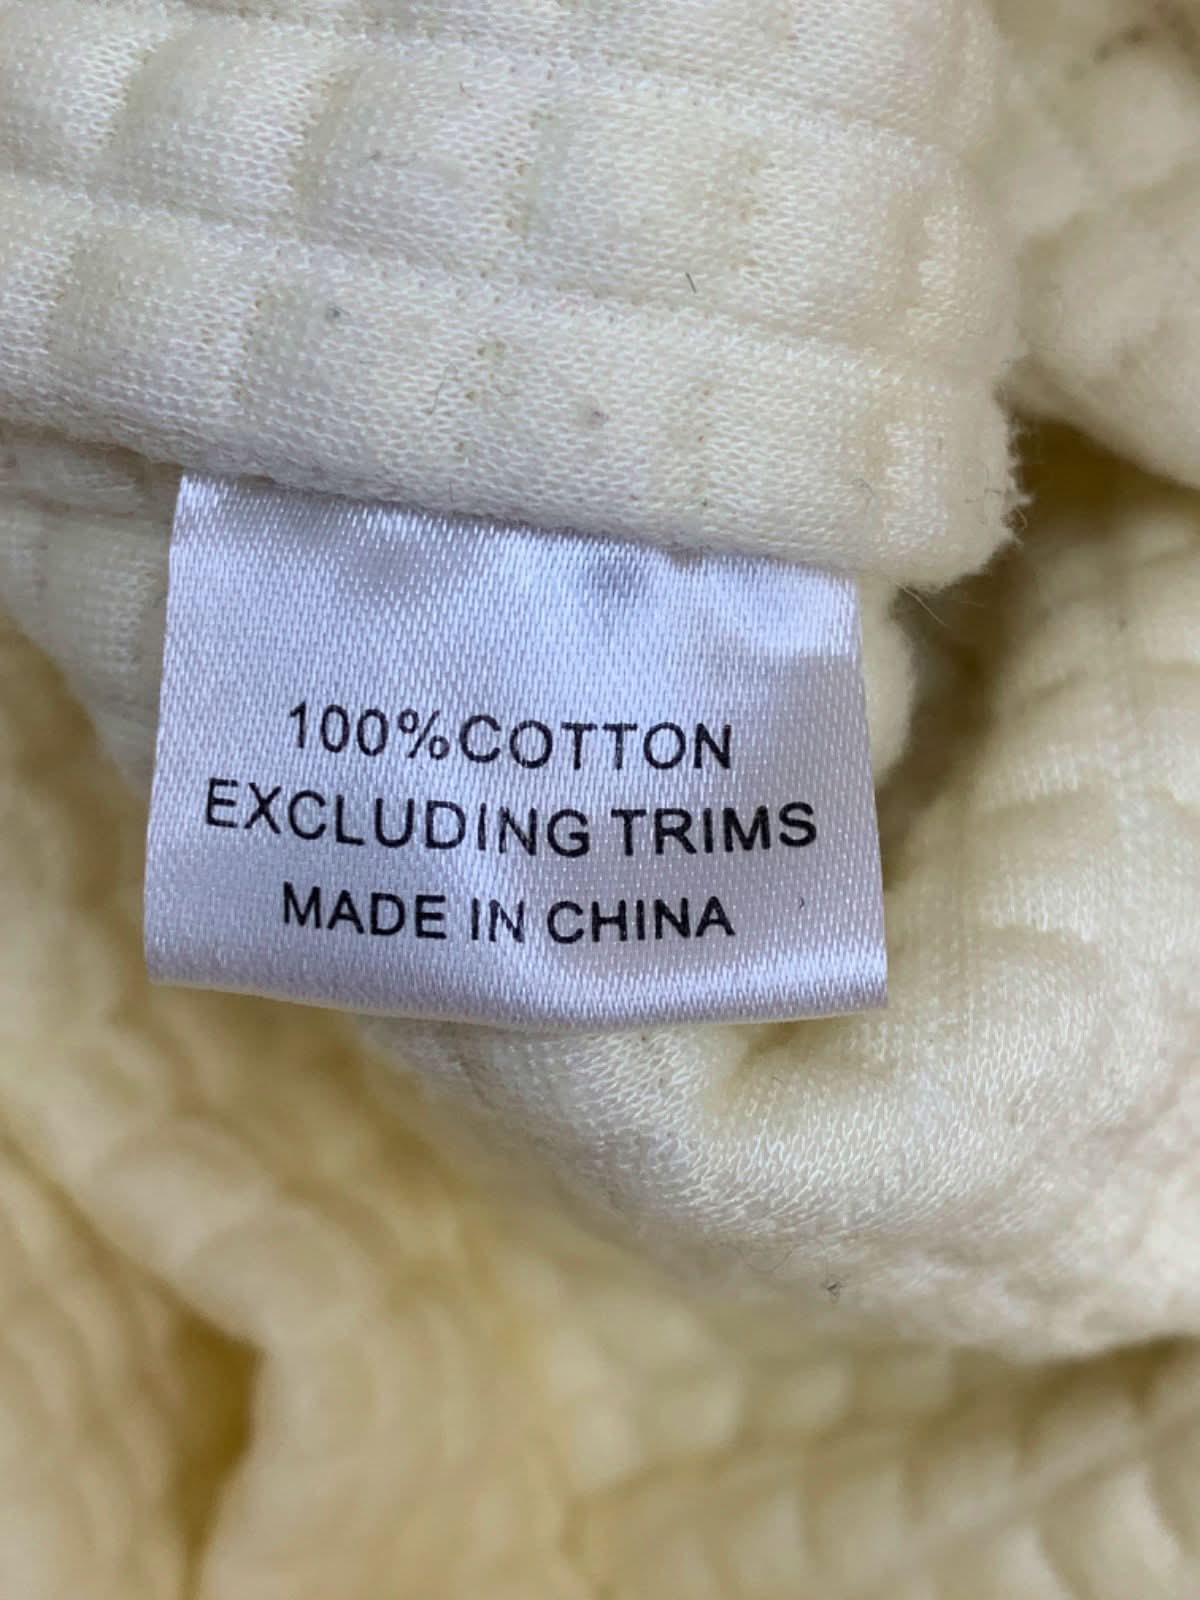 100%COTTON
EXCLUDING TRIMS
MADE IN CHINA